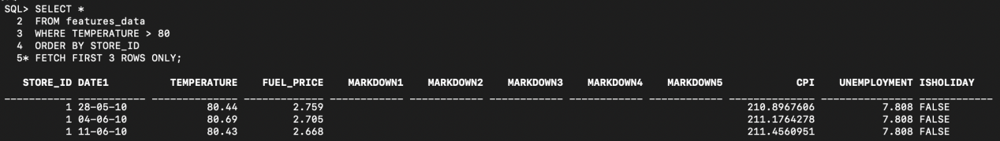 SQL> SELECT *
2 FROM features_data
3 WHERE TEMPERATURE > 80
4 ORDER BY STORE_ID
5* FETCH FIRST 3 ROWS ONLY;
STORE_ID DATE1 TEMPERATURE FUEL_PRICE MARKDOWN1 MARKDOWN2 MARKDOWN3 MARKDOWN4 MARKDOWN5 CPI UNEMPLOYMENT ISHOLIDAY
1 28-05-10 80.44 2.759 210.8967606 7.808 FALSE
1 04-06-10 80.69 2.705 211.1764278 7.808 FALSE
1 11-06-10 80.43 2.668 211.4560951 7.808 FALSE